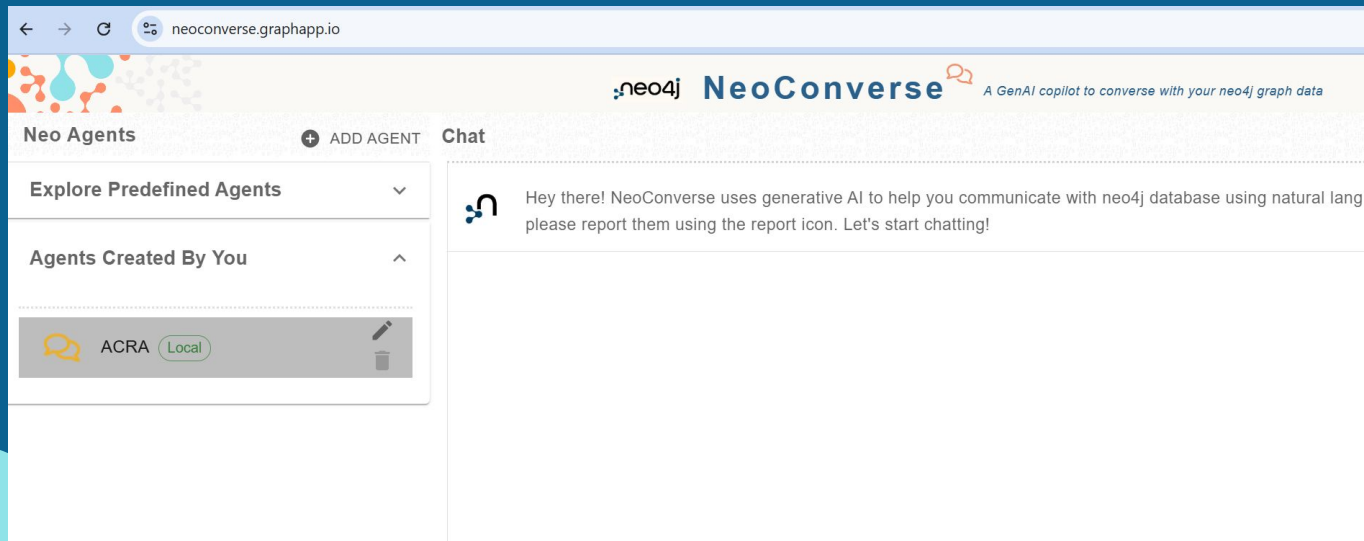 neoconverse.graphapp.io
neo4j NeoConverse A GenAI copilot to converse with your neo4j graph data
Neo Agents
ADD AGENT
Chat
Explore Predefined Agents
Hey there! NeoConverse uses generative AI to help you communicate with neo4j database using natural lang
please report them using the report icon. Let's start chatting!
Agents Created By You
ACRA Local